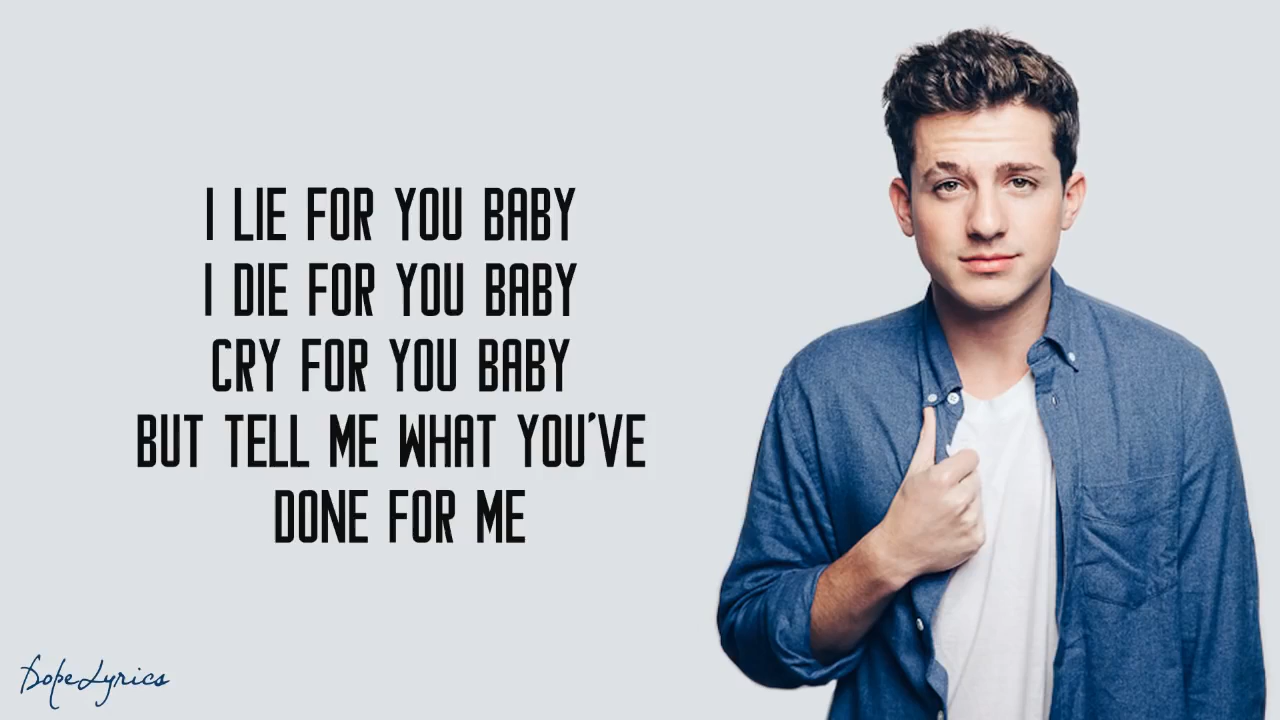 I LIE FOR YOU BABY
I DIE FOR YOU BABY
CRY FOR YOU BABY
BUT TELL ME WHAT YOU'VE
DONE FOR ME
DopeLyrics